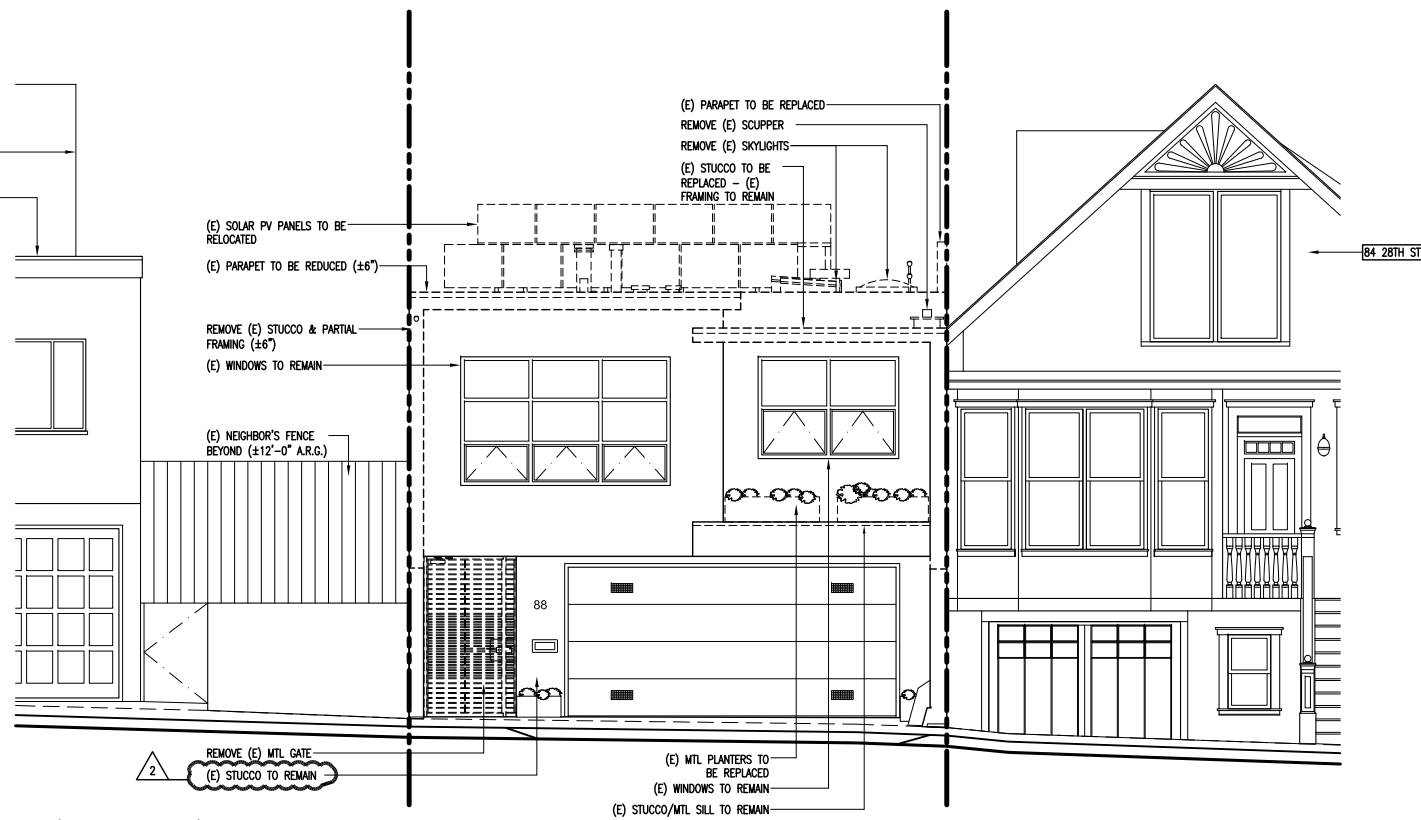 (E) PARAPET TO BE REPLACED
REMOVE (E) SCUPPER
REMOVE (E) SKYLIGHTS
(E) STUCCO TO BE
REPLACED – (E)
FRAMING TO REMAIN
(E) SOLAR PV PANELS TO BE
RELOCATED
(E) PARAPET TO BE REDUCED (±6")
84 28TH ST
REMOVE (E) STUCCO & PARTIAL
FRAMING (±6")
(E) WINDOWS TO REMAIN
(E) NEIGHBOR'S FENCE
BEYOND (±12'-0" A.R.G.)
88
REMOVE (E) MTL GATE
2
(E) STUCCO TO REMAIN
(E) MTL PLANTERS TO
BE REPLACED
(E) WINDOWS TO REMAIN
(E) STUCCO/MTL SILL TO REMAIN